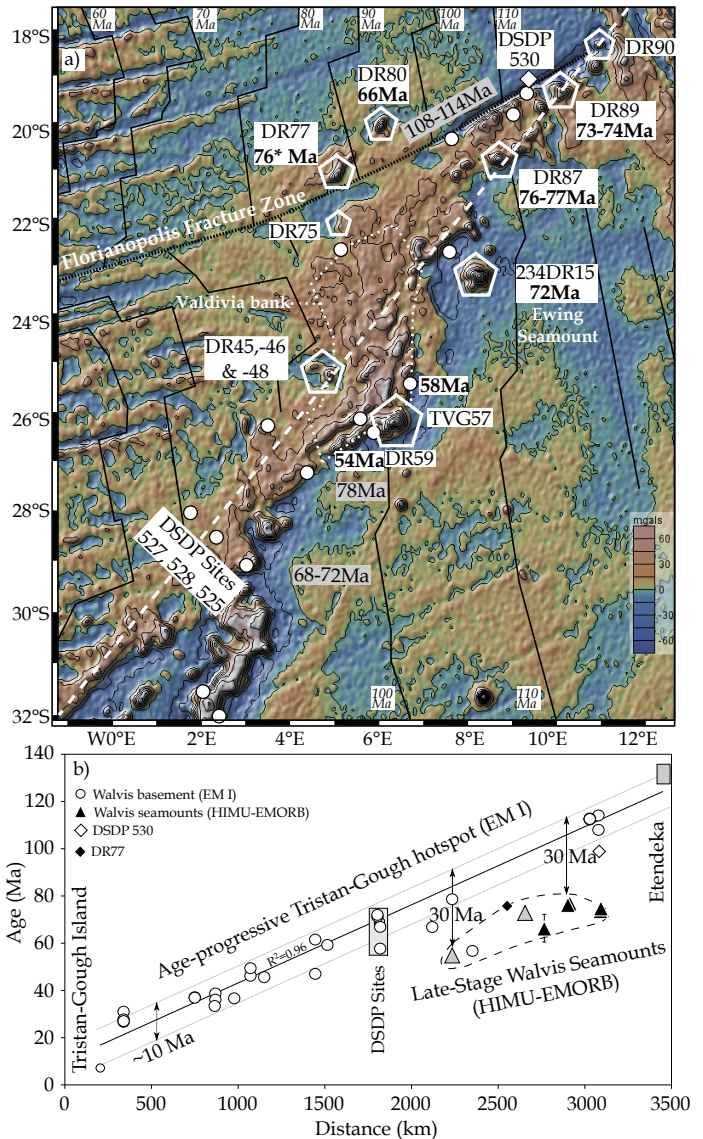 60
Ma
70
Ma
80
Ma
90
Ma
100
Ma
110
Ma
18°S
20°S
22°S
24°S
26°S
28°S
30°S
32°S
a)
DSDP
530
DR90
DR80
66Ma
108-114Ma
DR89
73-74Ma
DR77
76* Ma
DR87
76-77Ma
Florianopolis Fracture Zone
DR75
234DR15
72Ma
Ewing
Seamount
Valdivia bank
DR45,-46
& -48
58Ma
TVG57
54Ma
DR59
78Ma
DSDP Sites
527, 528, 525
68-72Ma
mgals
60
30
0
-30
-60
100
Ma
110
Ma
W0°E
2°E
4°E
6°E
8°E
10°E
12°E
b)
Walvis basement (EM I)
Walvis seamounts (HIMU-EMORB)
DSDP 530
DR77
Age-progressive Tristan-Gough hotspot (EM I)
R²=0.96
30 Ma
30 Ma
~10 Ma
Tristan-Gough Island
DSDP Sites
Etendeka
Late-Stage Walvis Seamounts
(HIMU-EMORB)
Age (Ma)
140
120
100
80
60
40
20
0
0
500
1000
1500
2000
2500
3000
3500
Distance (km)